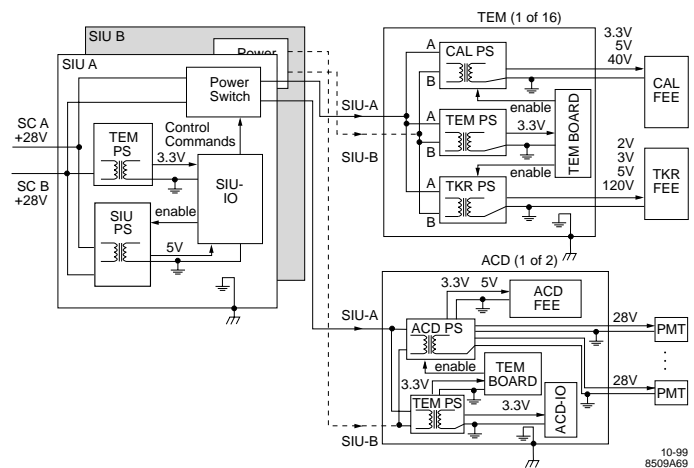 SIU B
Power
SIU A
Power
Switch
SC A
+28V
SC B
+28V
TEM
PS
3.3V
Control
Commands
SIU-
IO
SIU
PS
enable
5V
SIU-A
SIU-B
TEM (1 of 16)
A
B
CAL PS
3.3V
5V
40V
CAL
FEE
enable
A
B
TEM PS
3.3V
TEM BOARD
enable
A
B
TKR PS
2V
3V
5V
120V
TKR
FEE
ACD (1 of 2)
SIU-A
3.3V 5V
ACD
FEE
ACD PS
28V
PMT
enable
TEM
BOARD
3.3V
28V
PMT
TEM PS
3.3V
ACD-IO
SIU-B
10-99
8509A69